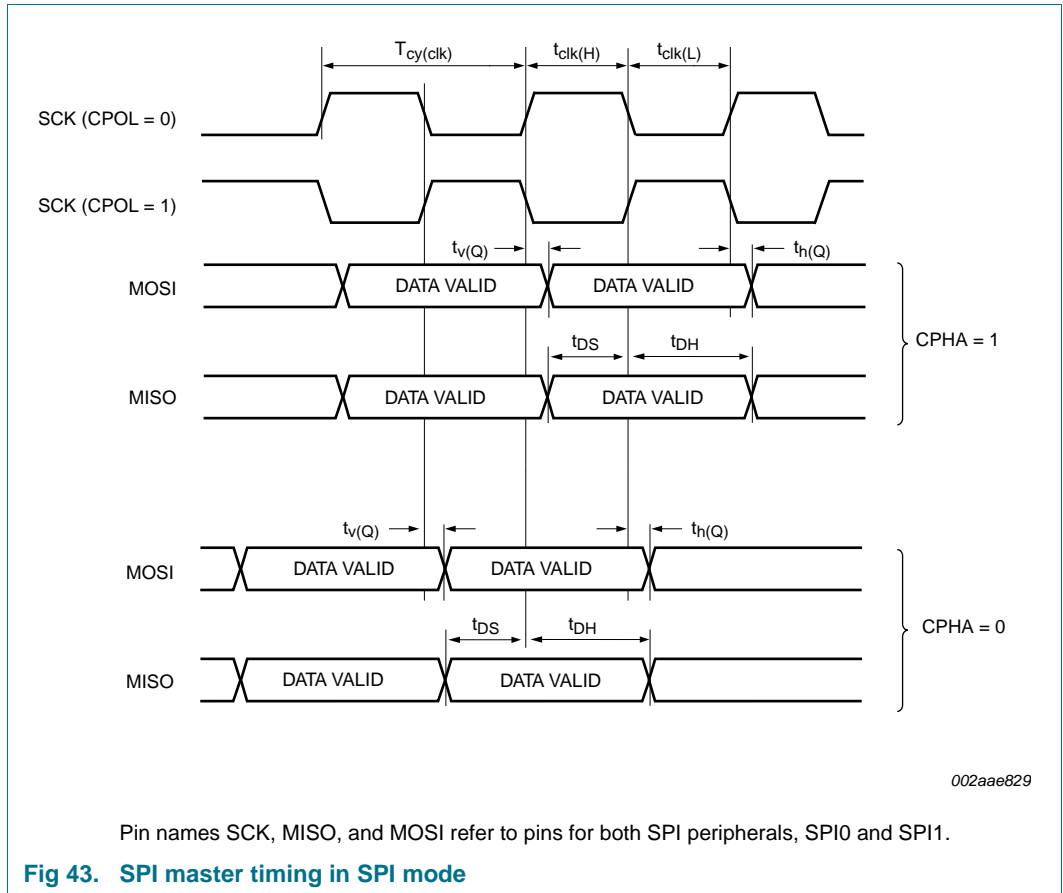 Tcy(clk) tclk(H) tclk(L)
SCK (CPOL = 0)
SCK (CPOL = 1)
tv(Q) th(Q)
MOSI DATA VALID DATA VALID
CPHA = 1
tDS tDH
MISO DATA VALID DATA VALID
tv(Q) th(Q)
MOSI DATA VALID DATA VALID
CPHA = 0
tDS tDH
MISO DATA VALID DATA VALID
002aae829
Pin names SCK, MISO, and MOSI refer to pins for both SPI peripherals, SPI0 and SPI1.
Fig 43. SPI master timing in SPI mode